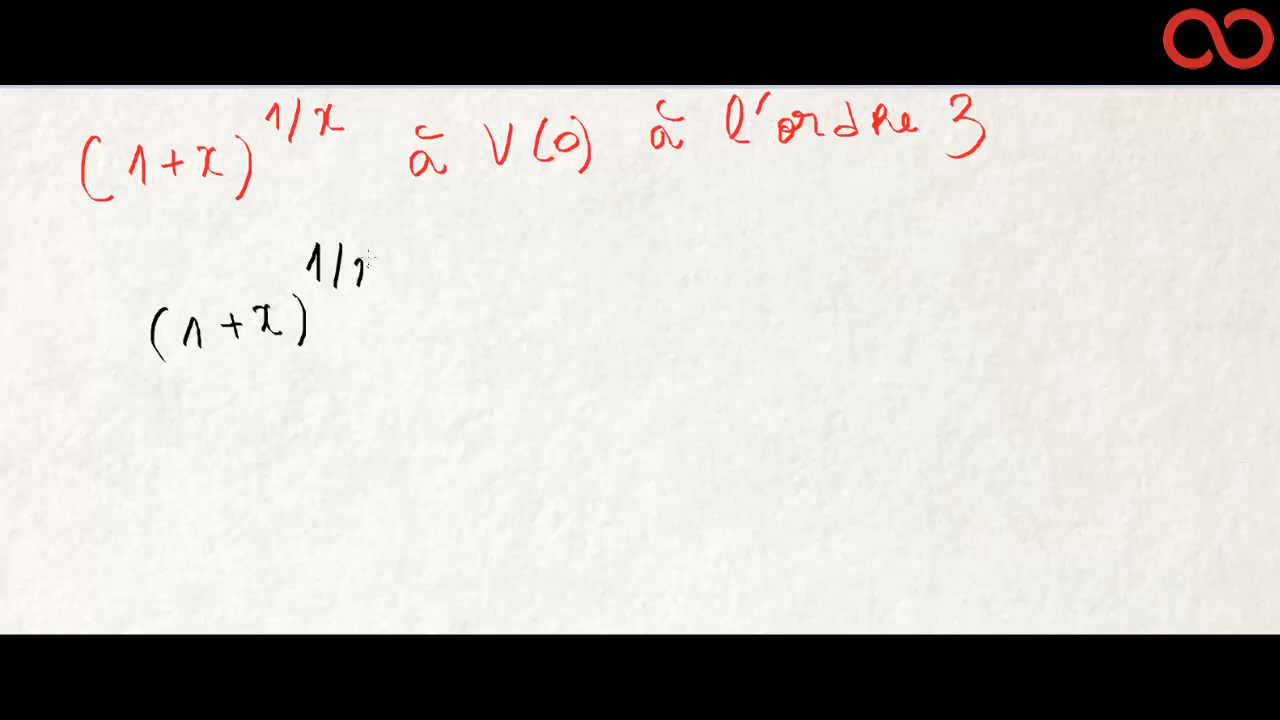 (1+x)^{1/x} à V(0) à l'ordre 3
(1+x)^{1/